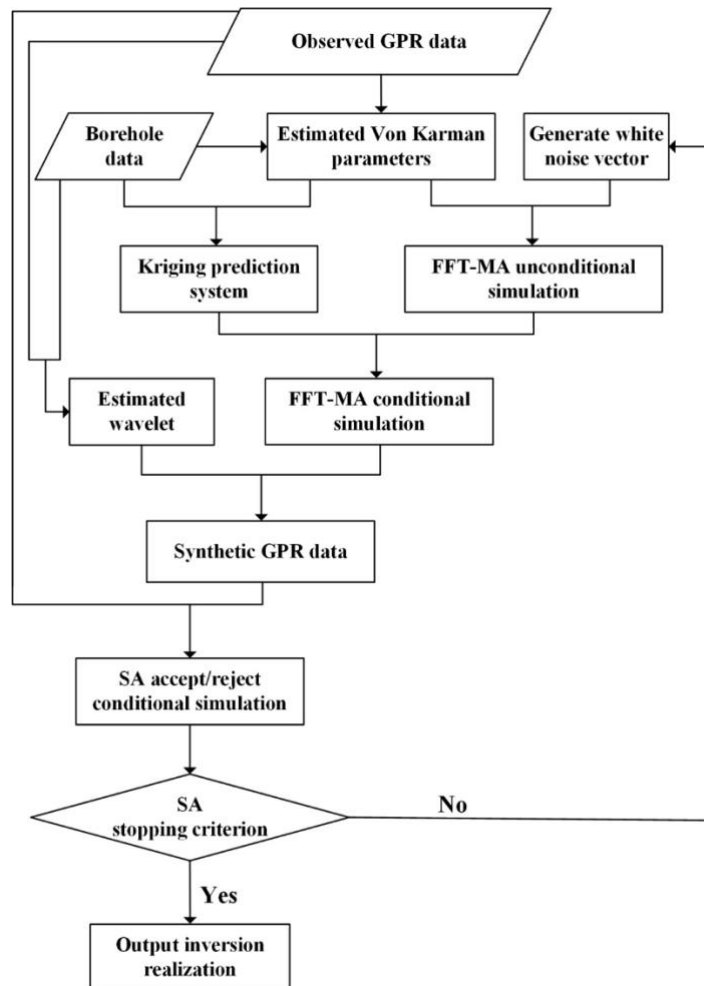 Observed GPR data
Borehole
data
Estimated Von Karman
parameters
Generate white
noise vector
Kriging prediction
system
FFT-MA unconditional
simulation
Estimated
wavelet
FFT-MA conditional
simulation
Synthetic GPR data
SA accept/reject
conditional simulation
SA
stopping criterion
No
Yes
Output inversion
realization